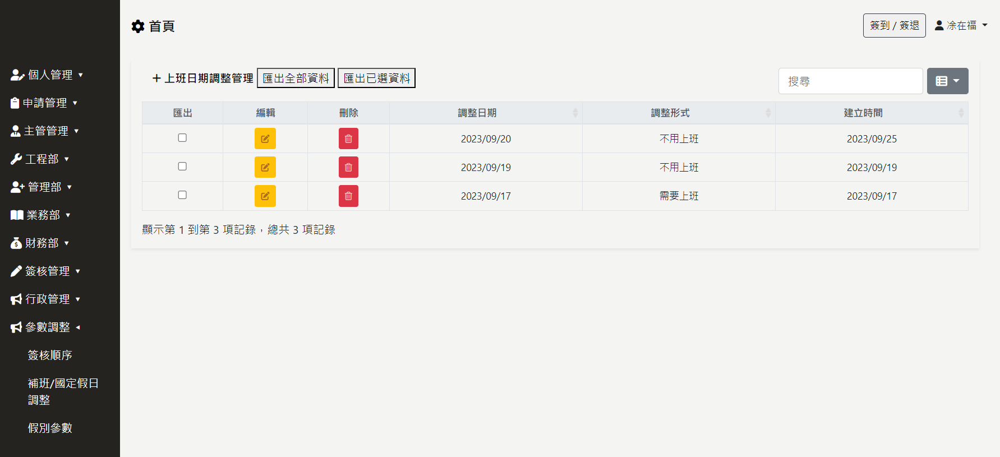 首頁
簽到 / 簽退
凃在福
個人管理
申請管理
主管管理
工程部
管理部
業務部
財務部
簽核管理
行政管理
參數調整
簽核順序
補班/國定假日
調整
假別參數
+ 上班日期調整管理 匯出全部資料 匯出已選資料
搜尋
匯出 編輯 刪除 調整日期 調整形式 建立時間
2023/09/20 不用上班 2023/09/25
2023/09/19 不用上班 2023/09/19
2023/09/17 需要上班 2023/09/17
顯示第 1 到第 3 項記錄，總共 3 項記錄